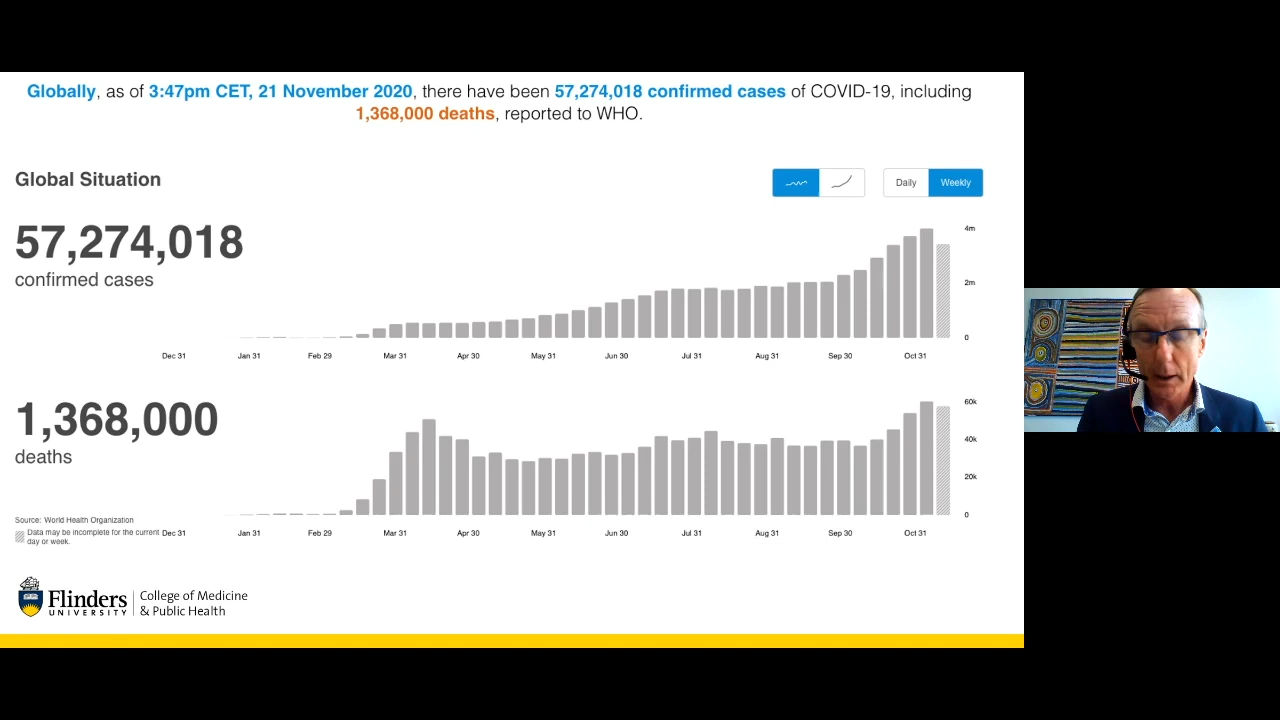 Globally, as of 3:47pm CET, 21 November 2020, there have been 57,274,018 confirmed cases of COVID-19, including
1,368,000 deaths, reported to WHO.
Global Situation
Daily
Weekly
57,274,018
confirmed cases
4m
2m
0
Dec 31
Jan 31
Feb 29
Mar 31
Apr 30
May 31
Jun 30
Jul 31
Aug 31
Sep 30
Oct 31
1,368,000
deaths
60k
40k
20k
0
Source: World Health Organization
Data may be incomplete for the current
day or week.
Dec 31
Jan 31
Feb 29
Mar 31
Apr 30
May 31
Jun 30
Jul 31
Aug 31
Sep 30
Oct 31
Flinders
UNIVERSITY
College of Medicine
& Public Health